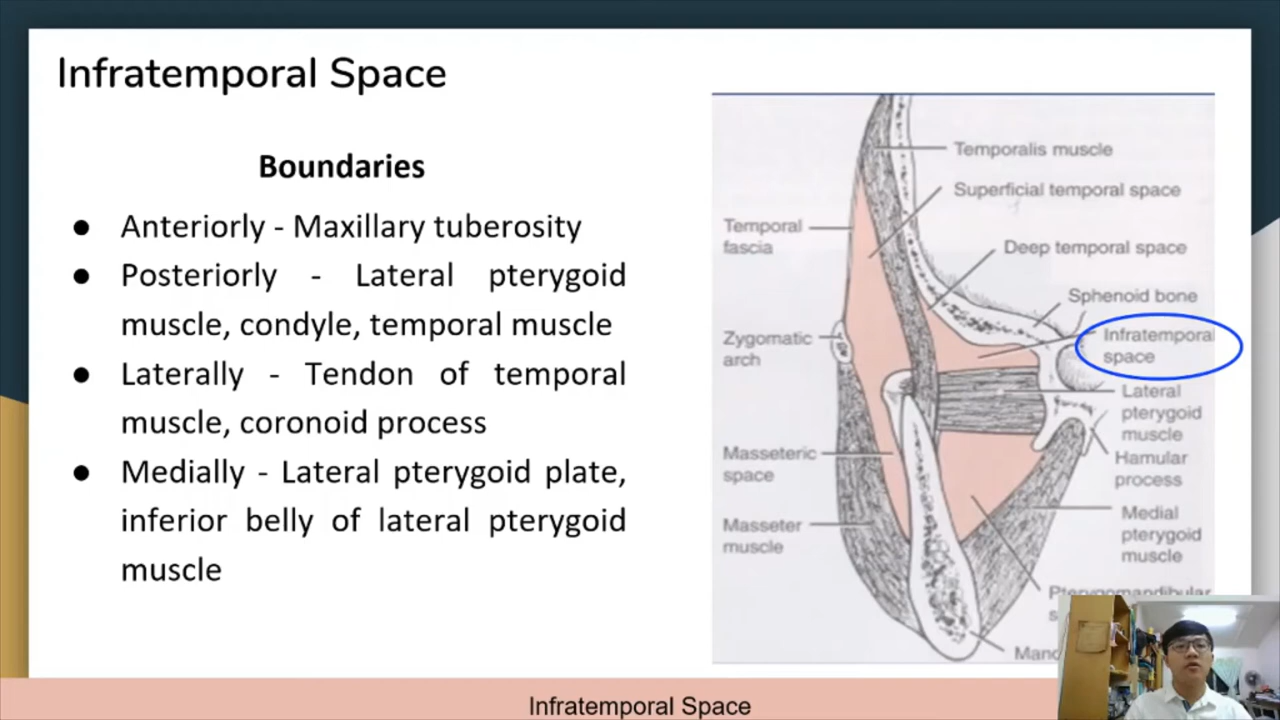 Infratemporal Space
Boundaries
● Anteriorly - Maxillary tuberosity
● Posteriorly - Lateral pterygoid
muscle, condyle, temporal muscle
● Laterally - Tendon of temporal
muscle, coronoid process
● Medially - Lateral pterygoid plate,
inferior belly of lateral pterygoid
muscle
Temporalis muscle
Superficial temporal space
Temporal
fascia
Deep temporal space
Sphenoid bone
Zygomatic
arch
Infratemporal
space
Lateral
pterygoid
muscle
Masseteric
space
Hamular
process
Masseter
muscle
Medial
pterygoid
muscle
Pterygomandibular
Infratemporal Space